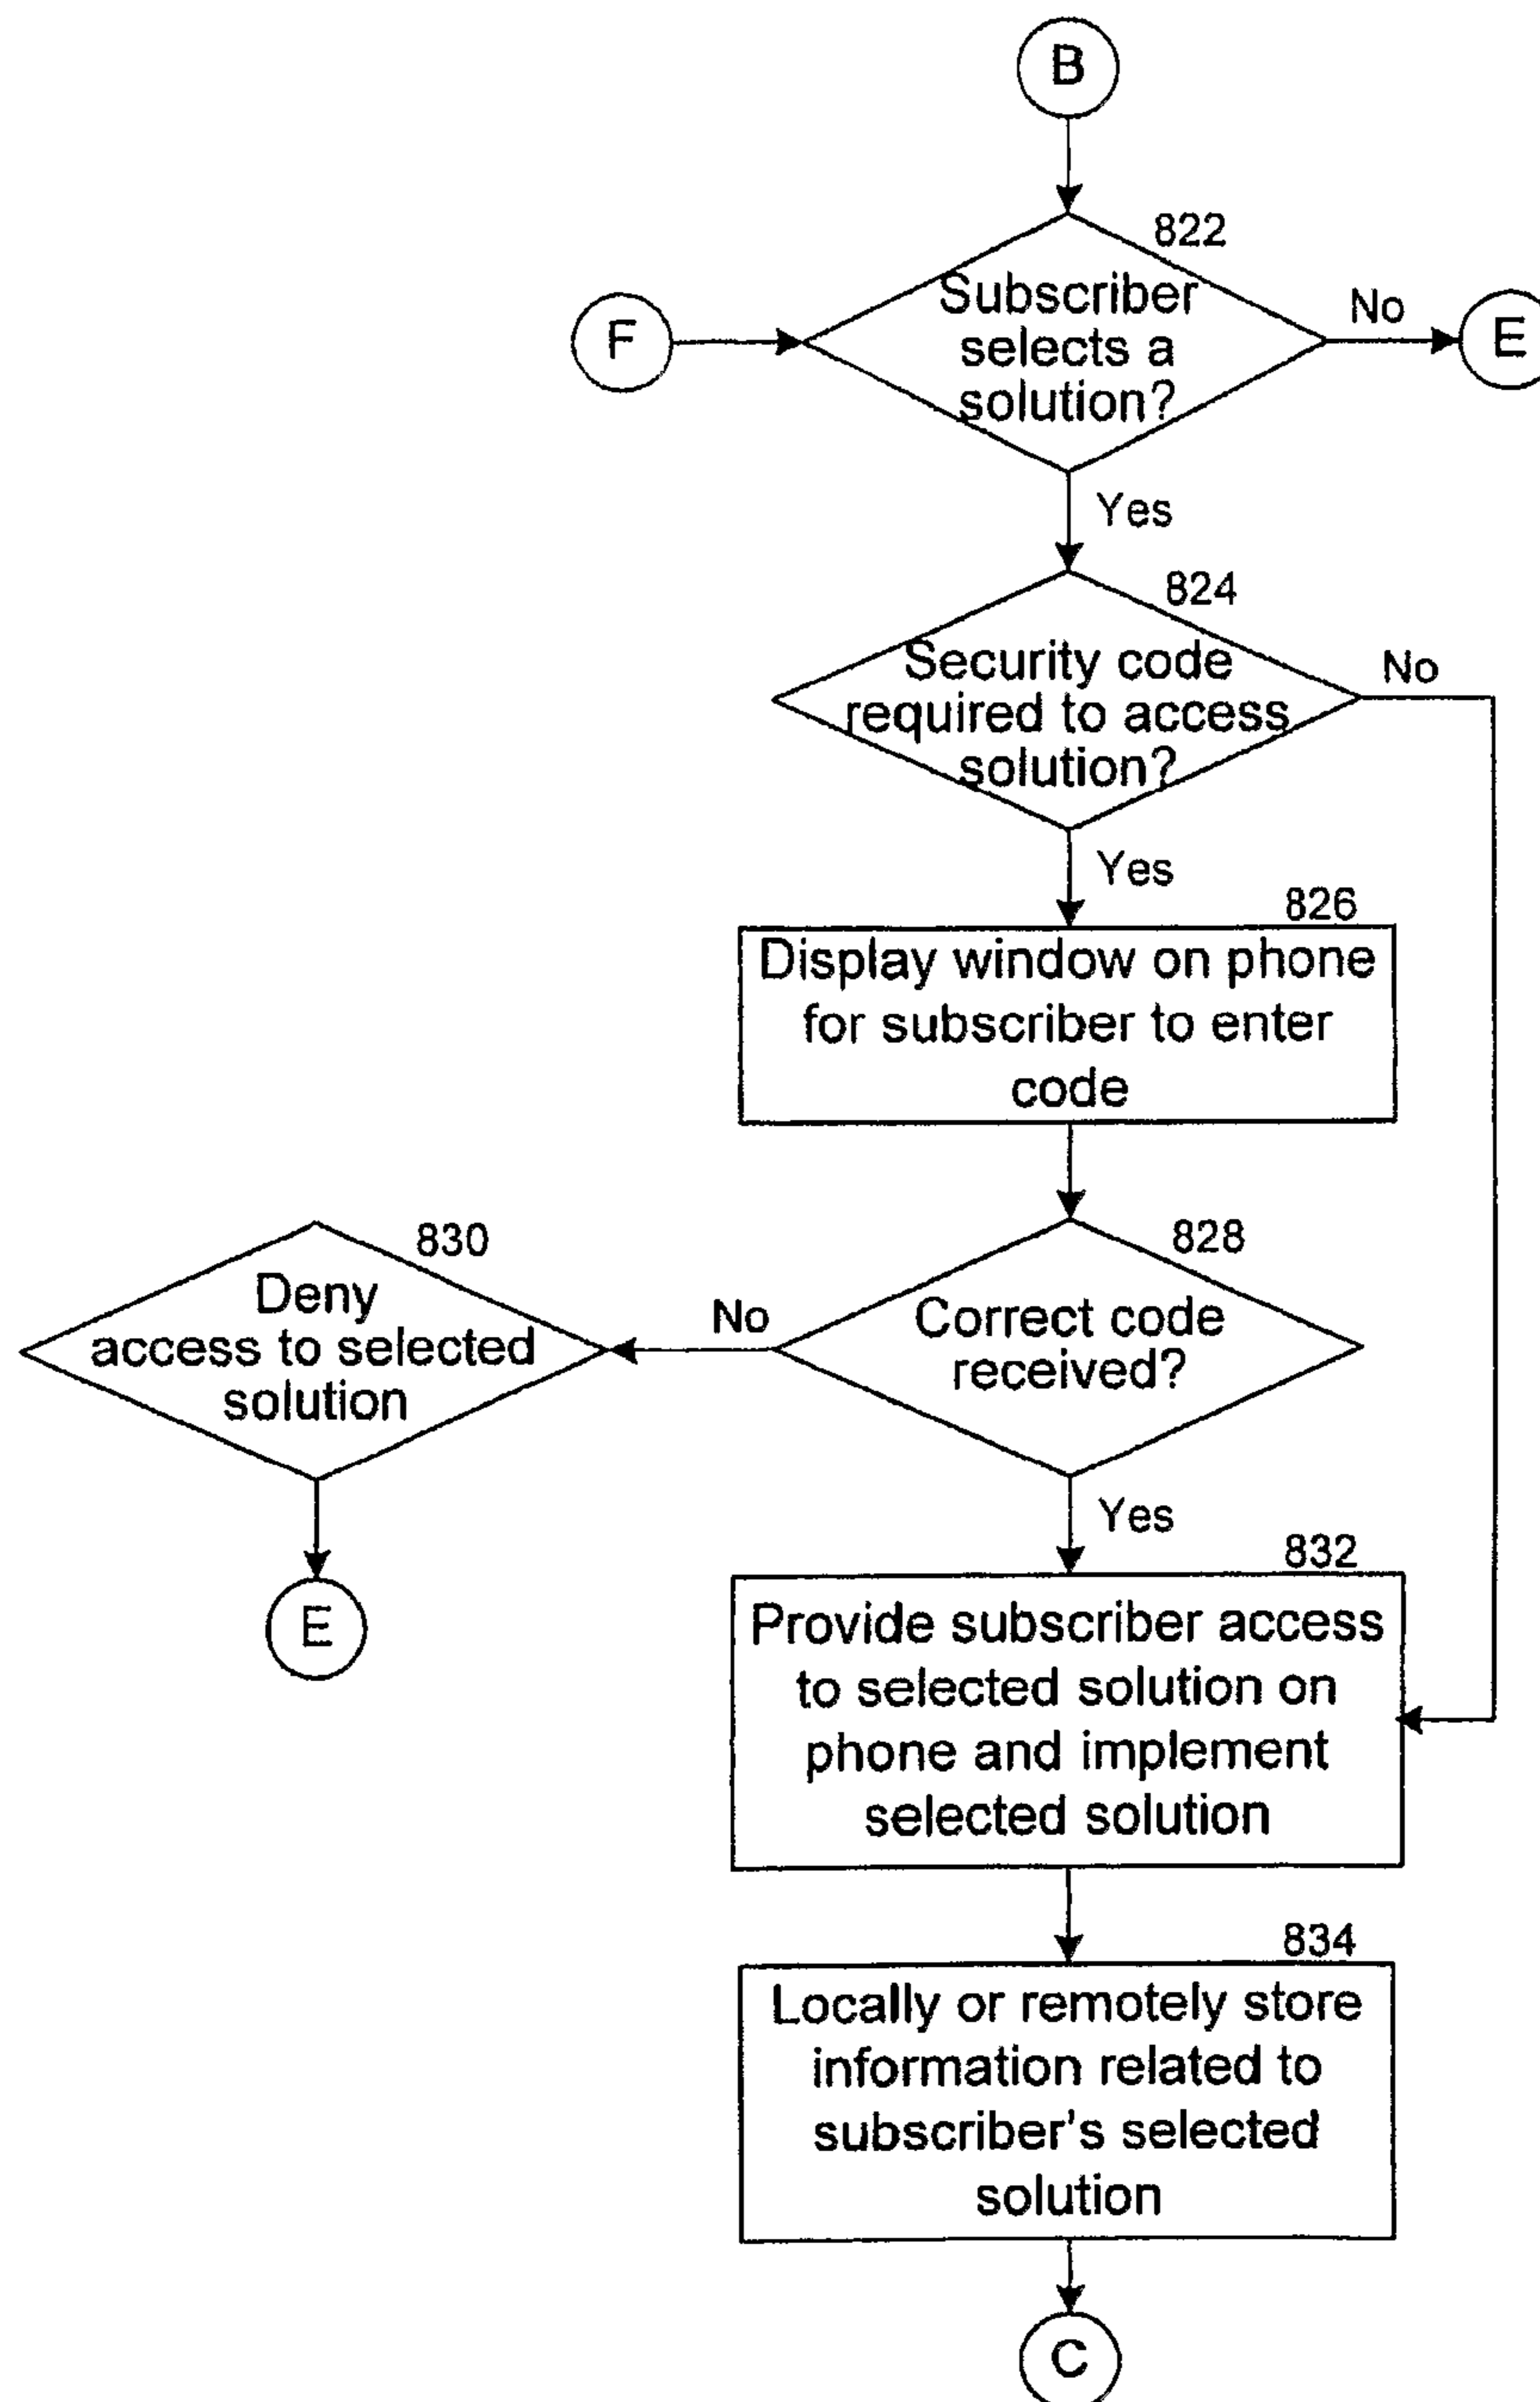 B
822
Subscriber
selects a
solution?
F
No
E
Yes
824
Security code
required to access
solution?
No
Yes
826
Display window on phone
for subscriber to enter
code
830
Deny
access to selected
solution
No
828
Correct code
received?
Yes
E
832
Provide subscriber access
to selected solution on
phone and implement
selected solution
834
Locally or remotely store
information related to
subscriber's selected
solution
C